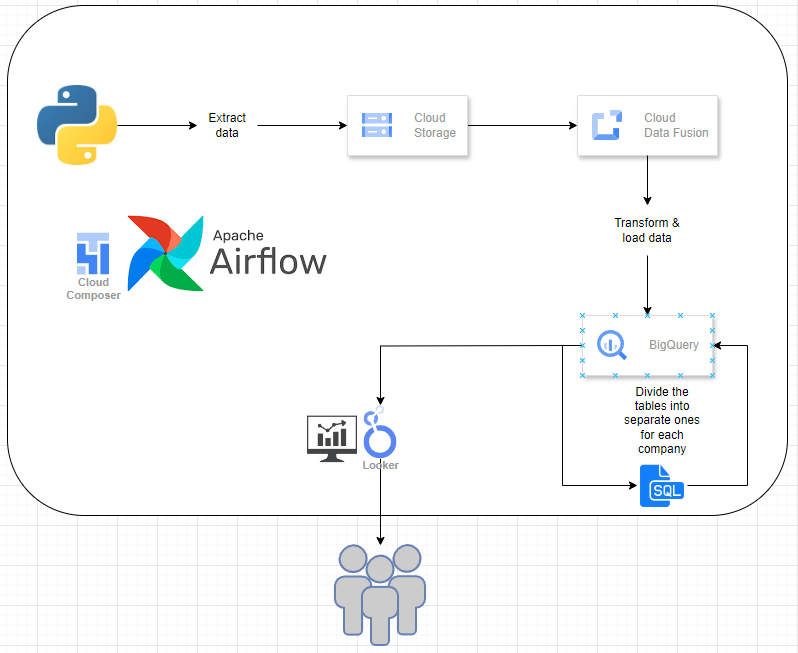 Extract
data
Cloud
Storage
Cloud
Data Fusion
Transform &
load data
Apache
Airflow
Cloud
Composer
BigQuery
Divide the
tables into
separate ones
for each
company
Looker
SQL